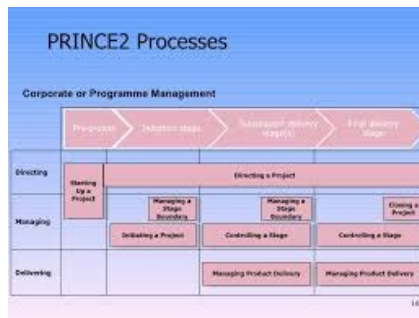 PRINCE2 Processes
Corporate or Programme Management
Pre-project
Initiation stage
Subsequent delivery
stage(s)
Final delivery
stage
Directing
Starting
Up a
Project
Directing a Project
Managing
Managing a
Stage
Boundary
Managing a
Stage
Boundary
Closing a
Project
Initiating a Project
Controlling a Stage
Controlling a Stage
Delivering
Managing Product Delivery
Managing Product Delivery